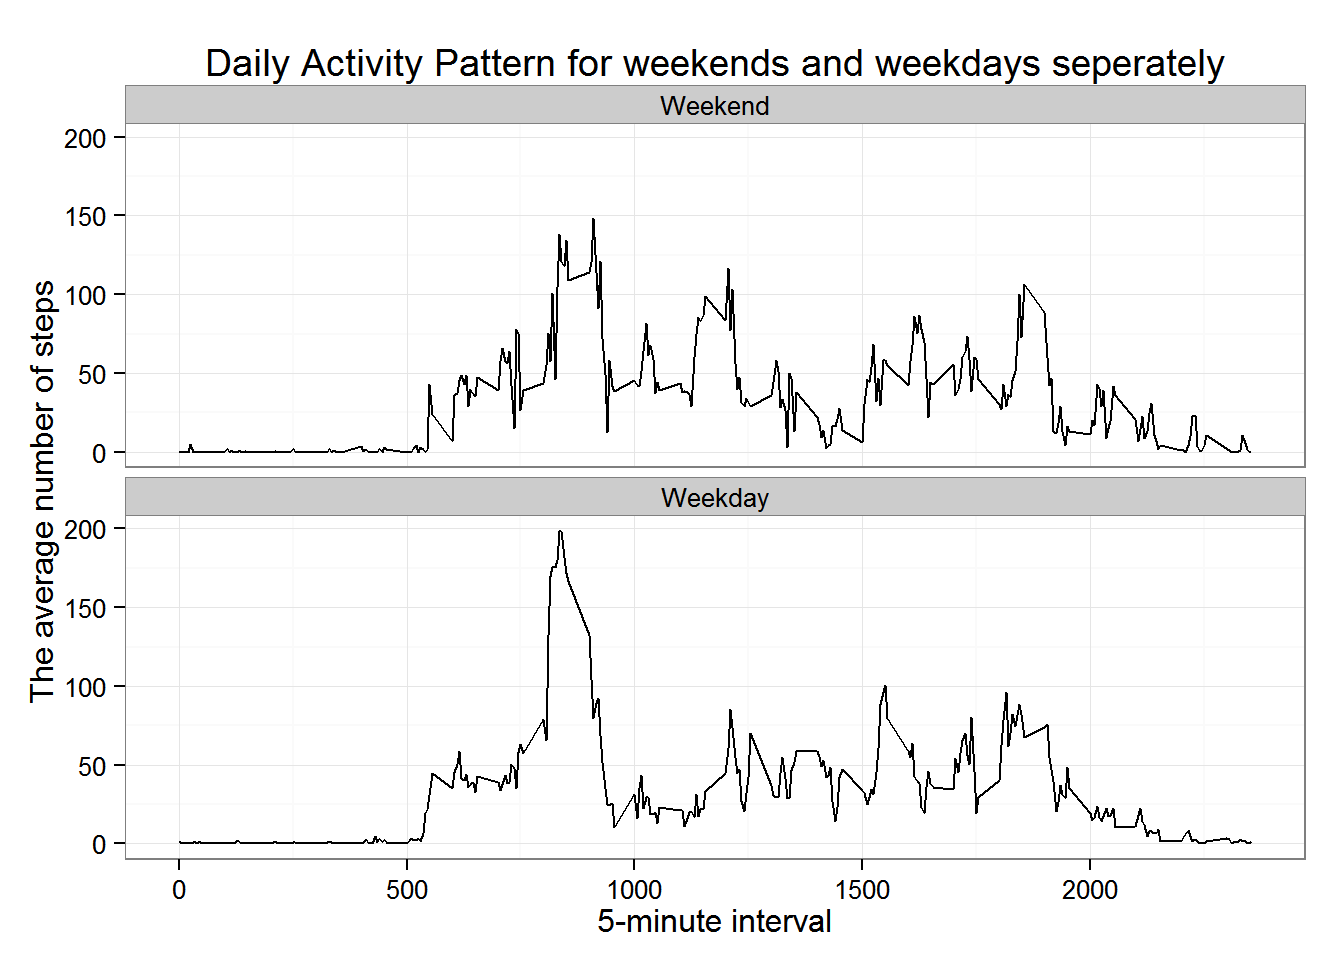 Daily Activity Pattern for weekends and weekdays seperately
Weekend
200
150
100
50
0
Weekday
200
150
100
50
0
The average number of steps
0 500 1000 1500 2000
5-minute interval